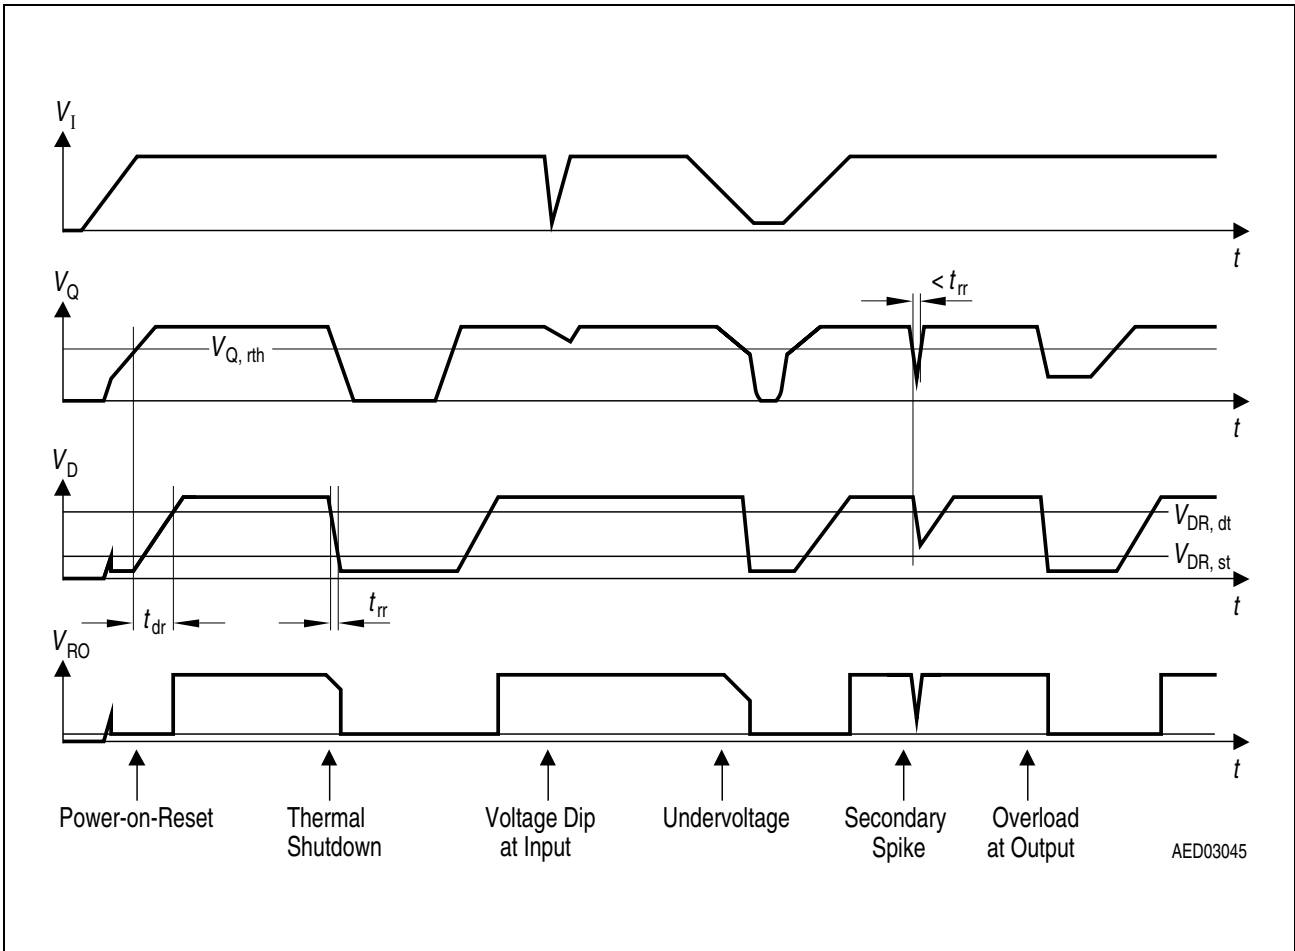 V_I
t
V_Q
< t_rr
V_Q, rth
t
V_D
V_DR, dt
V_DR, st
t
t_dr
t_rr
V_RO
t
Power-on-Reset
Thermal
Shutdown
Voltage Dip
at Input
Undervoltage
Secondary
Spike
Overload
at Output
AED03045